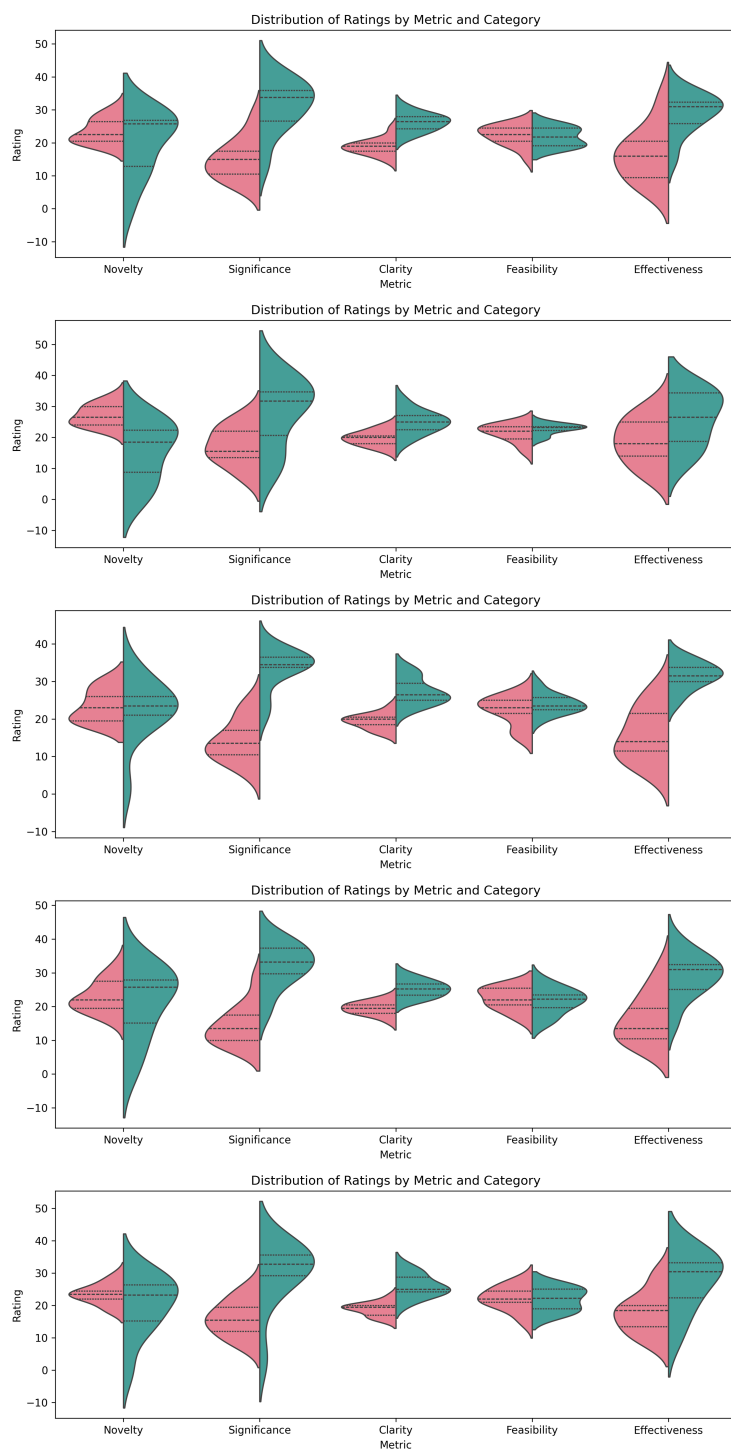 Distribution of Ratings by Metric and Category
50
40
30
20
10
0
−10
Rating
Novelty Significance Clarity Feasibility Effectiveness
Metric
Distribution of Ratings by Metric and Category
50
40
30
20
10
0
−10
Rating
Novelty Significance Clarity Feasibility Effectiveness
Metric
Distribution of Ratings by Metric and Category
40
30
20
10
0
−10
Rating
Novelty Significance Clarity Feasibility Effectiveness
Metric
Distribution of Ratings by Metric and Category
50
40
30
20
10
0
−10
Rating
Novelty Significance Clarity Feasibility Effectiveness
Metric
Distribution of Ratings by Metric and Category
50
40
30
20
10
0
−10
Rating
Novelty Significance Clarity Feasibility Effectiveness
Metric